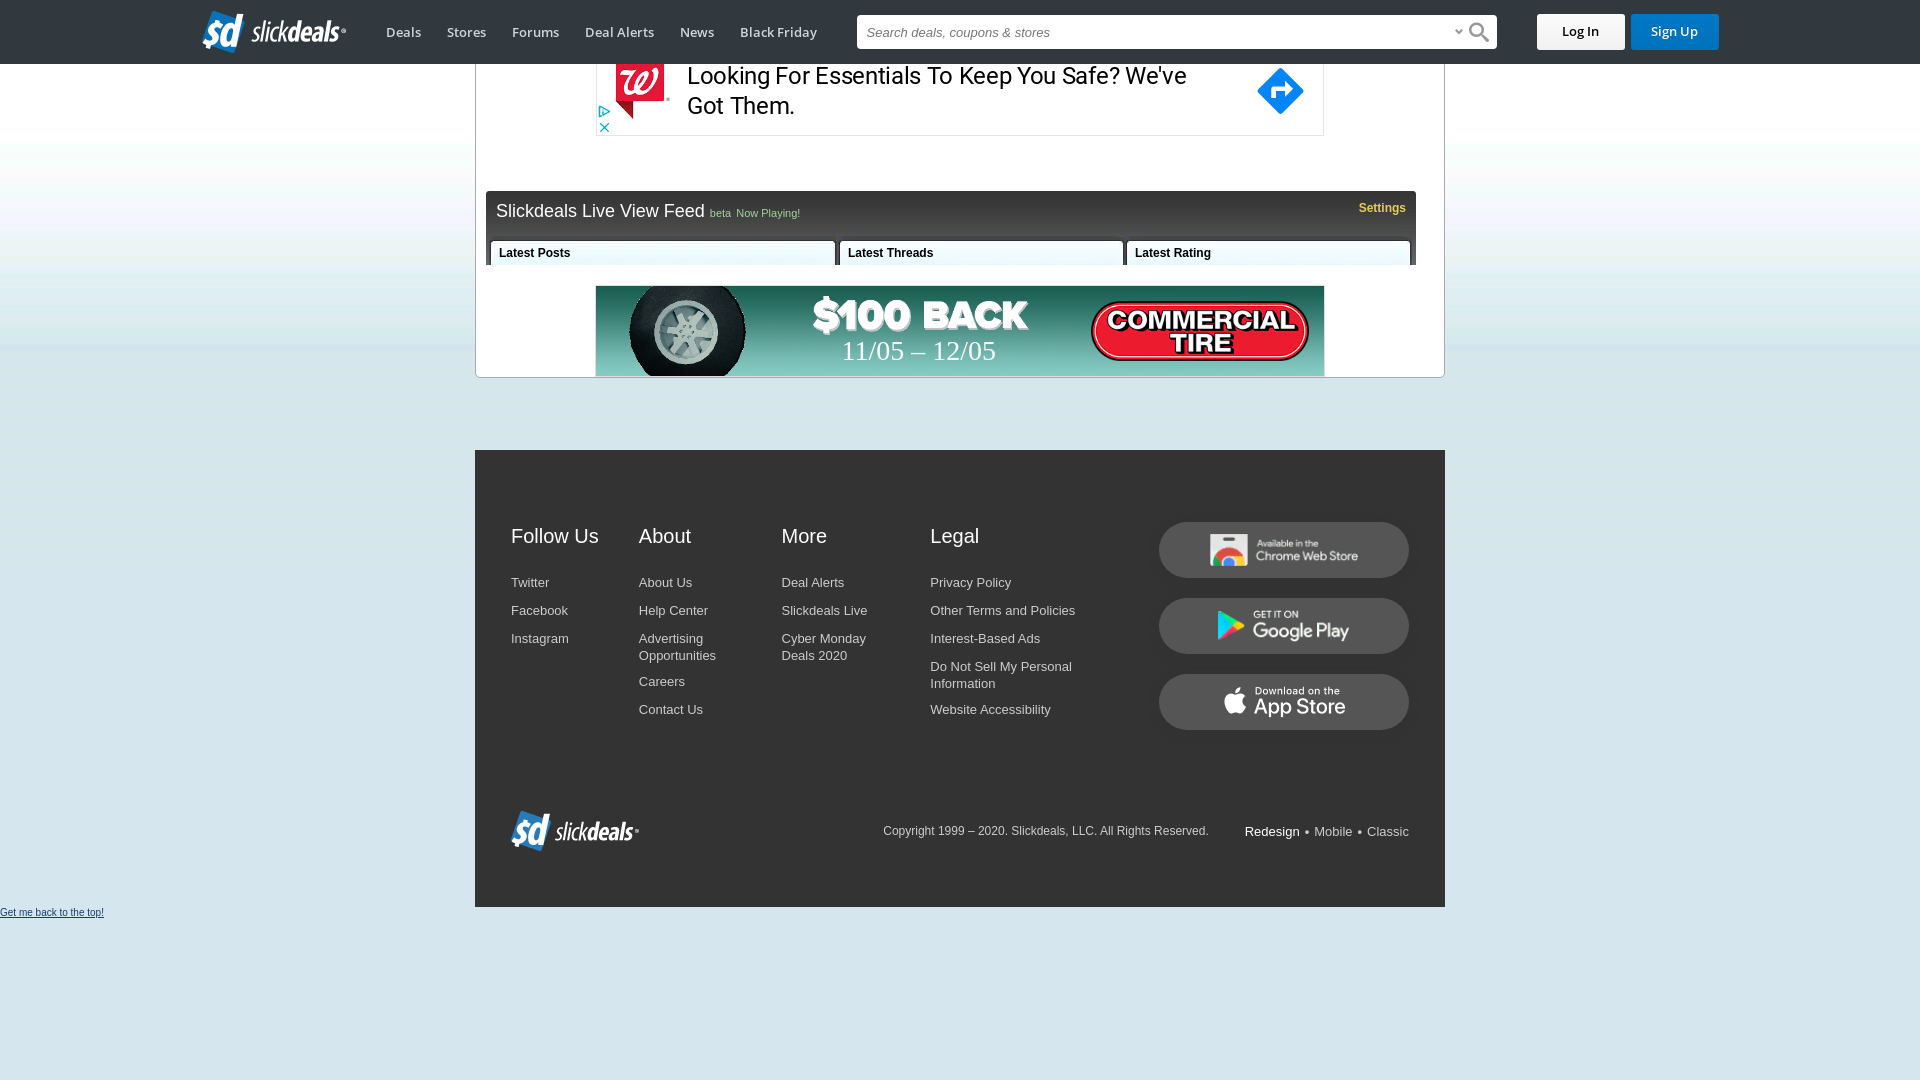 $d slickdeals®
Deals
Stores
Forums
Deal Alerts
News
Black Friday
Search deals, coupons & stores
Log In
Sign Up
Looking For Essentials To Keep You Safe? We've
Got Them.
Slickdeals Live View Feed beta Now Playing!
Settings
Latest Posts
Latest Threads
Latest Rating
$100 BACK
11/05 – 12/05
COMMERCIAL
TIRE
Follow Us
Twitter
Facebook
Instagram
About
About Us
Help Center
Advertising
Opportunities
Careers
Contact Us
More
Deal Alerts
Slickdeals Live
Cyber Monday
Deals 2020
Legal
Privacy Policy
Other Terms and Policies
Interest-Based Ads
Do Not Sell My Personal
Information
Website Accessibility
Available in the
Chrome Web Store
GET IT ON
Google Play
Download on the
App Store
$d slickdeals®
Copyright 1999 – 2020. Slickdeals, LLC. All Rights Reserved.
Redesign • Mobile • Classic
Get me back to the top!